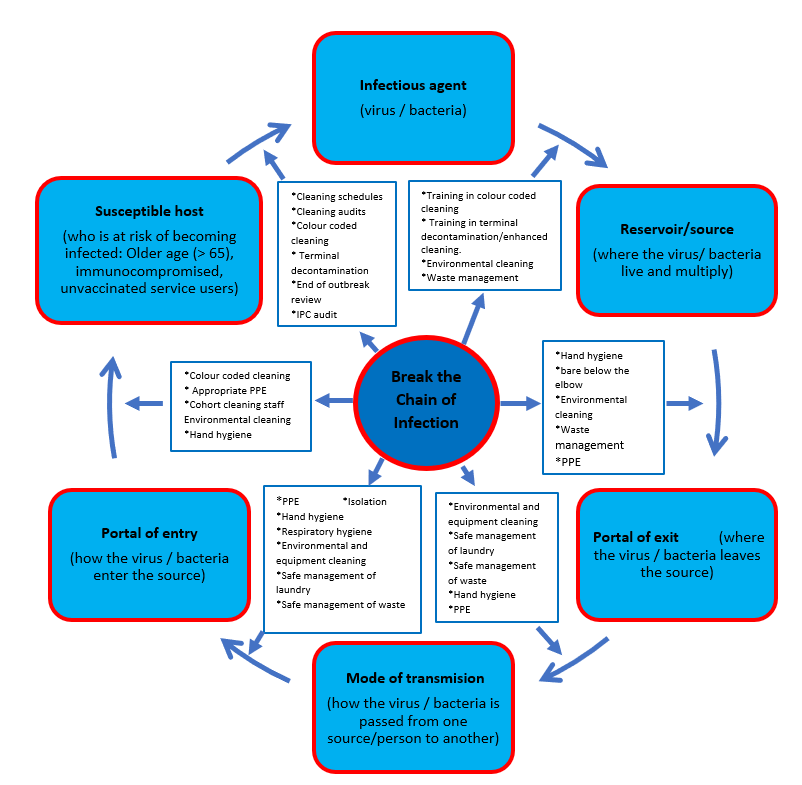 Infectious agent
(virus / bacteria)
Susceptible host
(who is at risk of becoming
infected: Older age (> 65),
immunocompromised,
unvaccinated service users)
*Cleaning schedules
*Cleaning audits
*Colour coded
cleaning
* Terminal
decontamination
*End of outbreak
review
*IPC audit
*Training in colour coded
cleaning
* Training in terminal
decontamination/enhanced
cleaning.
*Environmental cleaning
*Waste management
Reservoir/source
(where the virus/ bacteria
live and multiply)
*Colour coded cleaning
* Appropriate PPE
*Cohort cleaning staff
Environmental cleaning
*Hand hygiene
Break the
Chain of
Infection
*Hand hygiene
*bare below the
elbow
*Environmental
cleaning
*Waste
management
*PPE
Portal of entry
(how the virus / bacteria
enter the source)
*PPE *Isolation
*Hand hygiene
*Respiratory hygiene
*Environmental and
equipment cleaning
*Safe management of
laundry
*Safe management of waste
*Environmental and
equipment cleaning
*Safe management
of laundry
*Safe management
of waste
*Hand hygiene
*PPE
Portal of exit (where
the virus / bacteria leaves
the source)
Mode of transmision
(how the virus / bacteria is
passed from one
source/person to another)